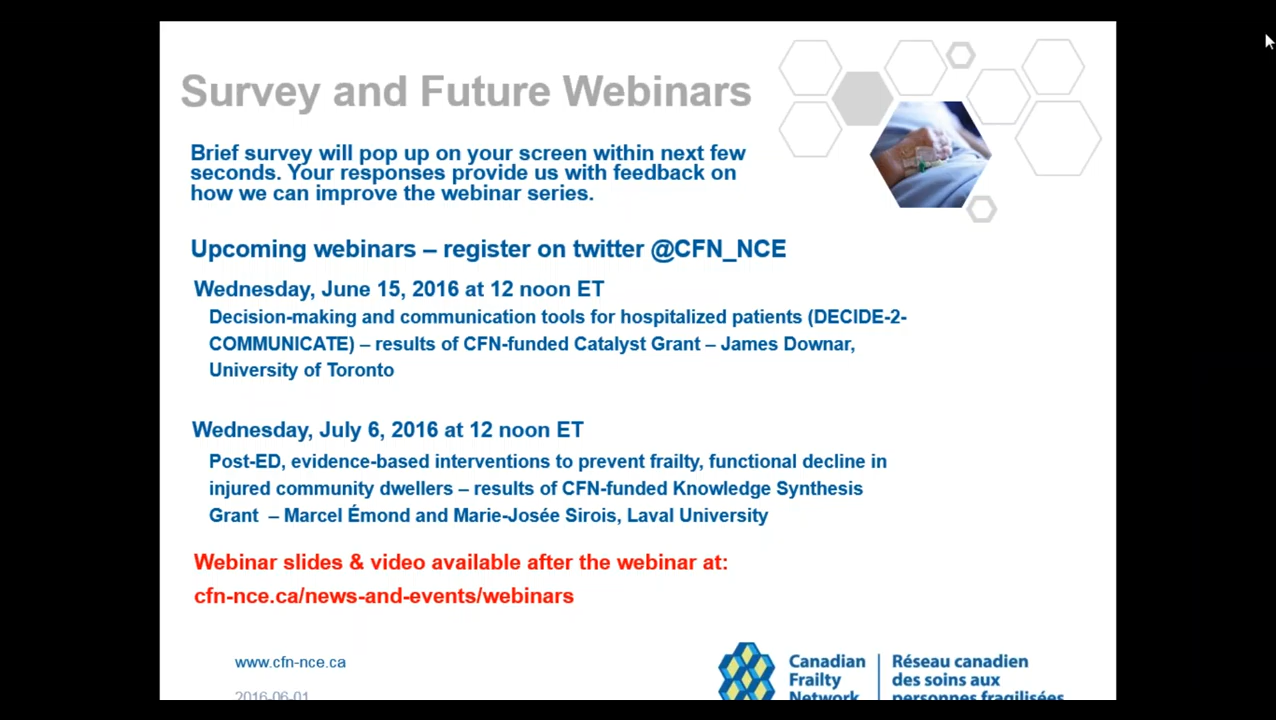 Survey and Future Webinars
Brief survey will pop up on your screen within next few
seconds. Your responses provide us with feedback on
how we can improve the webinar series.
Upcoming webinars – register on twitter @CFN_NCE
Wednesday, June 15, 2016 at 12 noon ET
Decision-making and communication tools for hospitalized patients (DECIDE-2-
COMMUNICATE) – results of CFN-funded Catalyst Grant – James Downar,
University of Toronto
Wednesday, July 6, 2016 at 12 noon ET
Post-ED, evidence-based interventions to prevent frailty, functional decline in
injured community dwellers – results of CFN-funded Knowledge Synthesis
Grant – Marcel Émond and Marie-Josée Sirois, Laval University
Webinar slides & video available after the webinar at:
cfn-nce.ca/news-and-events/webinars
www.cfn-nce.ca
2016-06-01
Canadian
Frailty
Network
Réseau canadien
des soins aux
personnes fragilisées